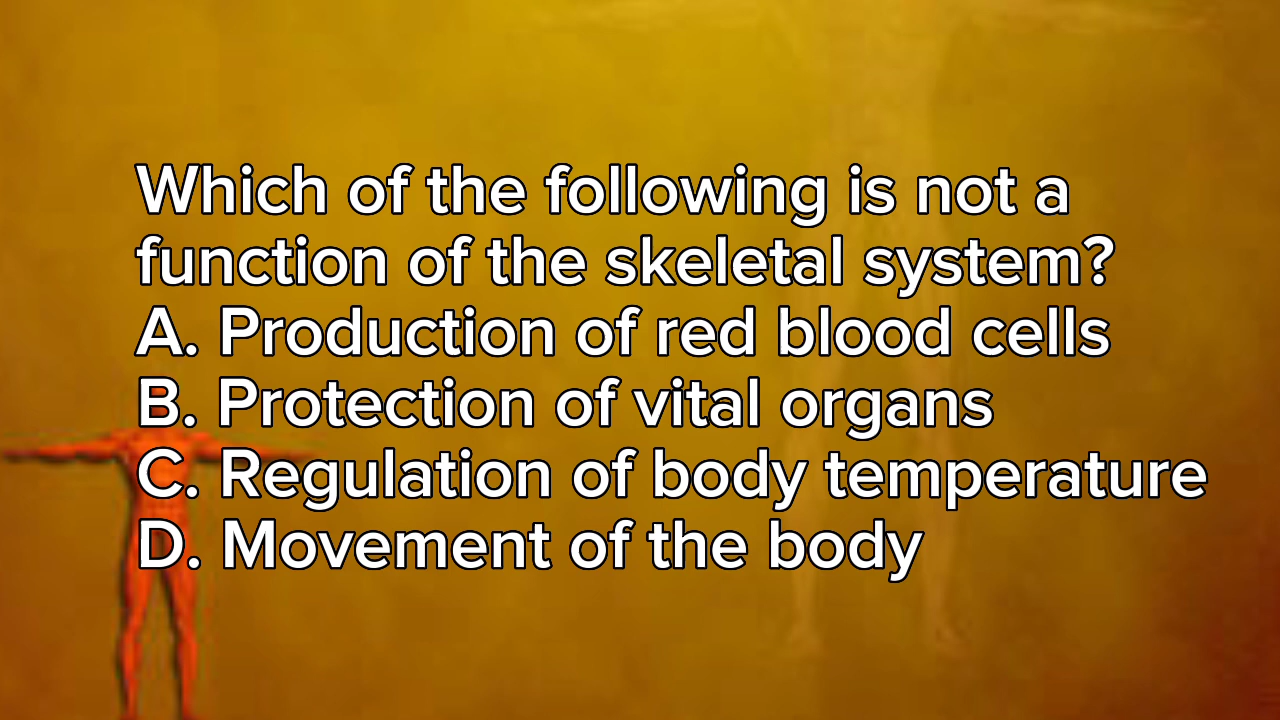 Which of the following is not a
function of the skeletal system?
A. Production of red blood cells
B. Protection of vital organs
C. Regulation of body temperature
D. Movement of the body